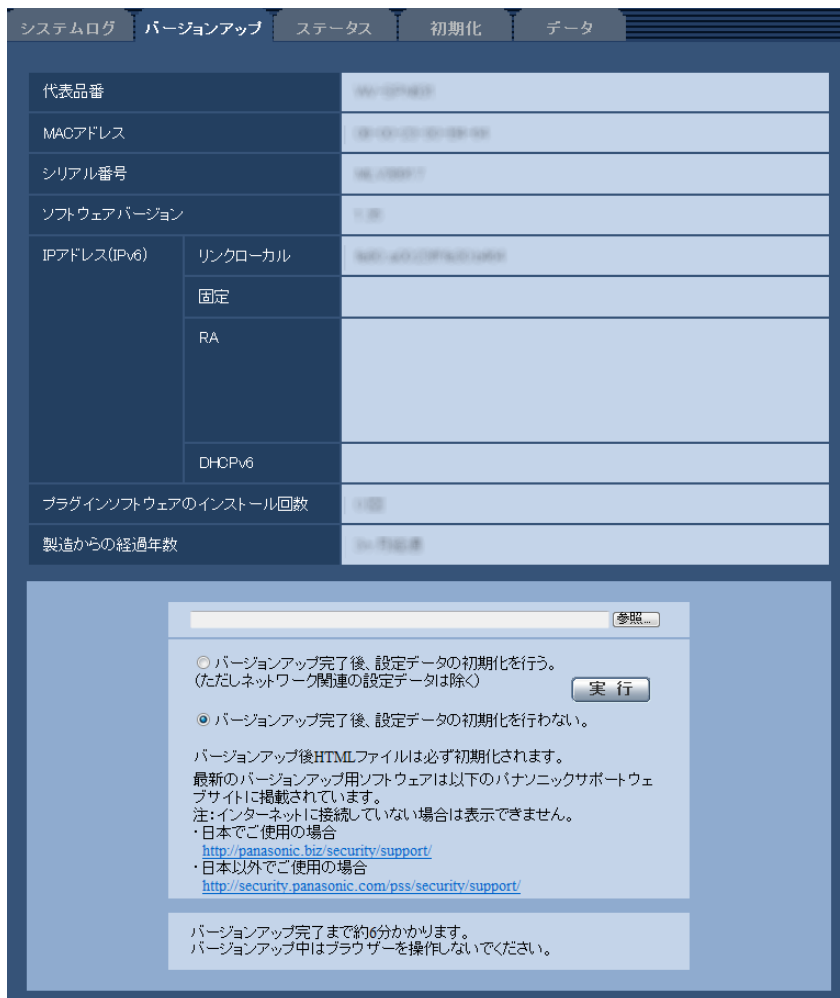 システムログ バージョンアップ ステータス 初期化 データ
代表品番
MACアドレス
シリアル番号
ソフトウェアバージョン
IPアドレス(IPv6) リンクローカル
固定
RA
DHCPv6
プラグインソフトウェアのインストール回数
製造からの経過年数
参照...
バージョンアップ完了後、設定データの初期化を行う。
(ただしネットワーク関連の設定データは除く)
実 行
バージョンアップ完了後、設定データの初期化を行わない。
バージョンアップ後HTMLファイルは必ず初期化されます。
最新のバージョンアップ用ソフトウェアは以下のパナソニックサポートウェ
ブサイトに掲載されています。
注:インターネットに接続していない場合は表示できません。
・日本でご使用の場合
http://panasonic.biz/security/support/
・日本以外でご使用の場合
http://security.panasonic.com/pss/security/support/
バージョンアップ完了まで約6分かかります。
バージョンアップ中はブラウザーを操作しないでください。